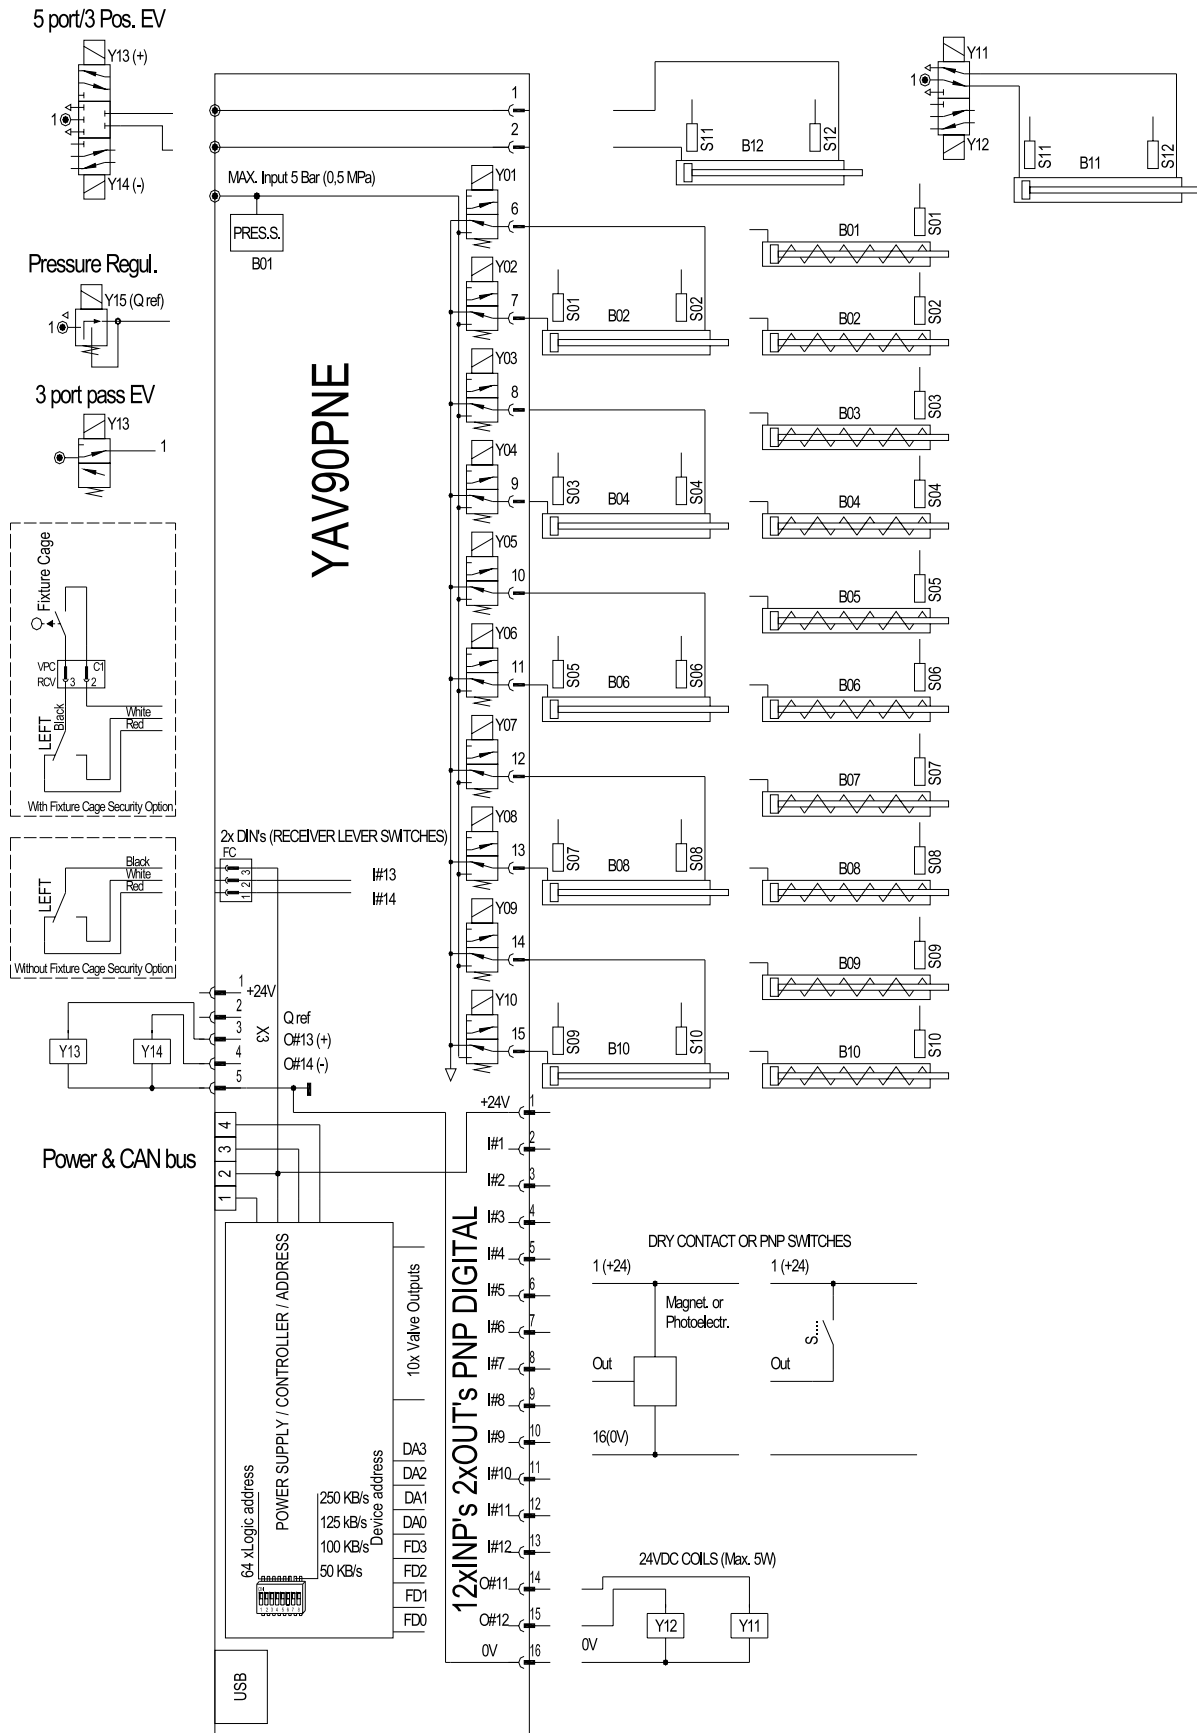 5 port/3 Pos. EV
Y13 (+)
1
Y14 (-)
Pressure Regul.
Y15 (Q ref)
1
3 port pass EV
Y13
1
Fixture Cage
VPC
C1
RCV
3
2
Black
White
Red
LEFT
With Fixture Cage Security Option
Black
White
Red
LEFT
Without Fixture Cage Security Option
1
2
MAX. Input 5 Bar (0,5 MPa)
PRES.S.
B01
YAV90PNE
Y01
6
Y02
7
Y03
8
Y04
9
Y05
10
Y06
11
Y07
12
Y08
13
Y09
14
Y10
15
S11
S12
B12
Y11
1
Y12
S11
S12
B11
S01
S02
B02
S03
S04
B04
S05
S06
B06
S07
S08
B08
S09
S10
B10
B01
S01
B02
S02
B03
S03
B04
S04
B05
S05
B06
S06
B07
S07
B08
S08
B09
S09
B10
S10
2x DIN's (RECEIVER LEVER SWITCHES)
FC
3
2
1
I#13
I#14
1
+24V
2
Q ref
3
O#13 (+)
X3
4
O#14 (-)
5
Y13
Y14
Power & CAN bus
4
3
2
1
POWER SUPPLY / CONTROLLER / ADDRESS
10x Valve Outputs
64 xLogic address
250 KB/s
125 kB/s
100 KB/s
50 KB/s
Device address
DA3
DA2
DA1
DA0
FD3
FD2
FD1
FD0
ON
1 2 3 4 5 6 7 8
USB
12xINP's 2xOUT's PNP DIGITAL
+24V
1
I#1
2
I#2
3
I#3
4
I#4
5
I#5
6
I#6
7
I#7
8
I#8
9
I#9
10
I#10
11
I#11
12
I#12
13
O#11
14
O#12
15
0V
16
DRY CONTACT OR PNP SWITCHES
1 (+24)
Magnet. or
Photoelectr.
Out
16(0V)
1 (+24)
S....
Out
24VDC COILS (Max. 5W)
Y12
Y11
0V